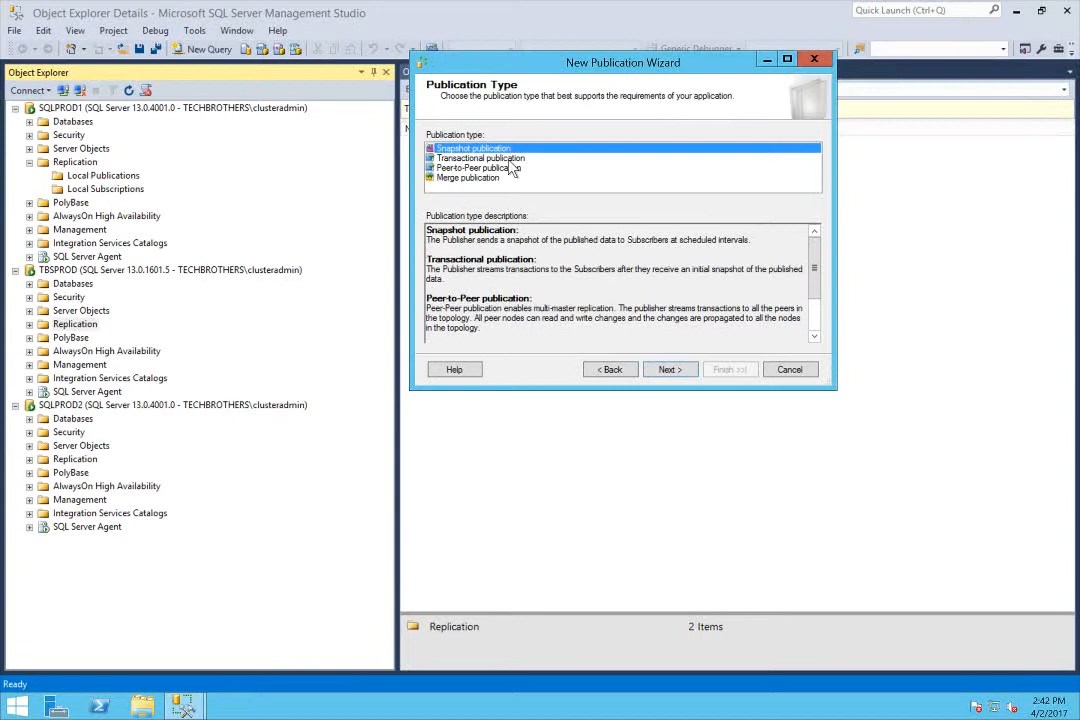 Object Explorer Details - Microsoft SQL Server Management Studio
Quick Launch (Ctrl+Q)
File Edit View Project Debug Tools Window Help
New Query
Generic Debugger
Object Explorer
Connect
SQLPROD1 (SQL Server 13.0.4001.0 - TECHBROTHERS\clusteradmin)
Databases
Security
Server Objects
Replication
Local Publications
Local Subscriptions
PolyBase
AlwaysOn High Availability
Management
Integration Services Catalogs
SQL Server Agent
TBSPROD (SQL Server 13.0.1601.5 - TECHBROTHERS\clusteradmin)
Databases
Security
Server Objects
Replication
PolyBase
AlwaysOn High Availability
Management
Integration Services Catalogs
SQL Server Agent
SQLPROD2 (SQL Server 13.0.4001.0 - TECHBROTHERS\clusteradmin)
Databases
Security
Server Objects
Replication
PolyBase
AlwaysOn High Availability
Management
Integration Services Catalogs
SQL Server Agent
New Publication Wizard
Publication Type
Choose the publication type that best supports the requirements of your application.
Publication type:
Snapshot publication
Transactional publication
Peer-to-Peer publication
Merge publication
Publication type descriptions:
Snapshot publication:
The Publisher sends a snapshot of the published data to Subscribers at scheduled intervals.
Transactional publication:
The Publisher streams transactions to the Subscribers after they receive an initial snapshot of the published
data.
Peer-to-Peer publication:
Peer-Peer publication enables multi-master replication. The publisher streams transactions to all the peers in
the topology. All peer nodes can read and write changes and the changes are propagated to all the nodes
in the topology.
Help < Back Next > Finish >>| Cancel
Replication 2 Items
Ready
2:42 PM
4/2/2017